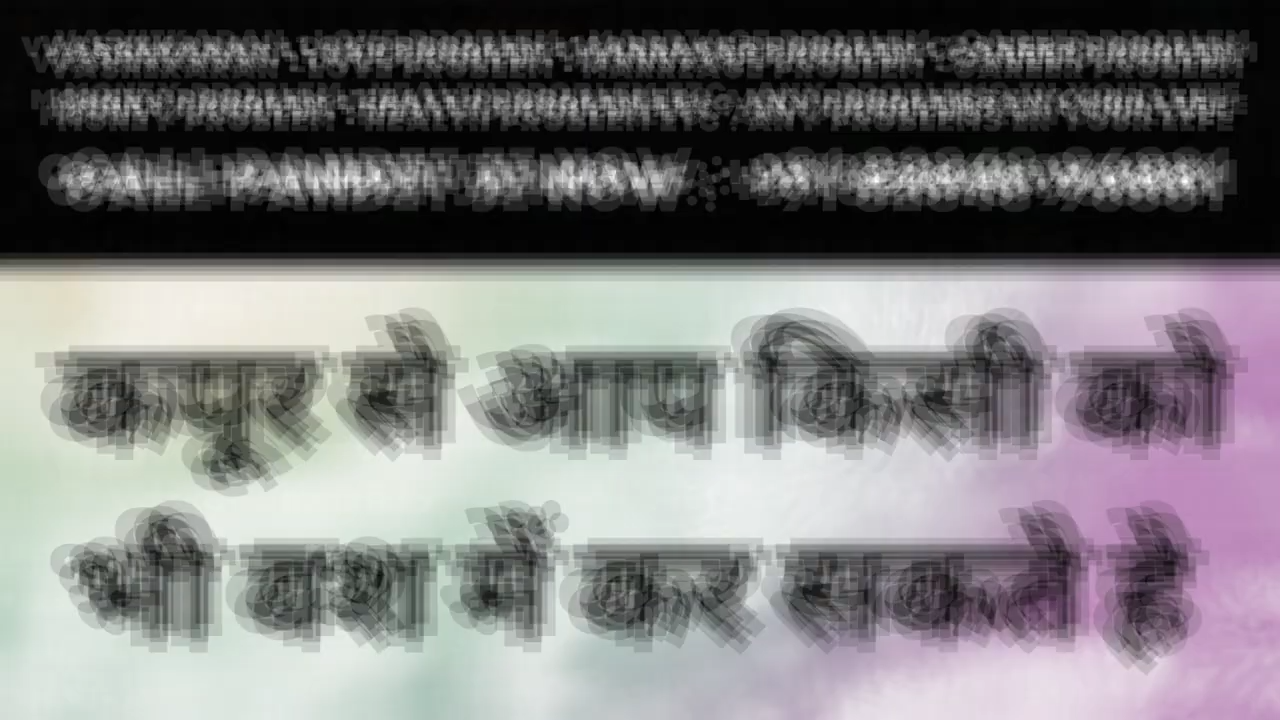 VASHIKARAN - LOVE PROBLEM - MARRIAGE PROBLEM - CAREER PROBLEM
MONEY PROBLEM - HEALTH PROBLEM ETC - ANY PROBLEMS IN YOUR LIFE
CALL PANDIT JI NOW :-
कपूर से आप किसी को
भी वश में कर सकते है